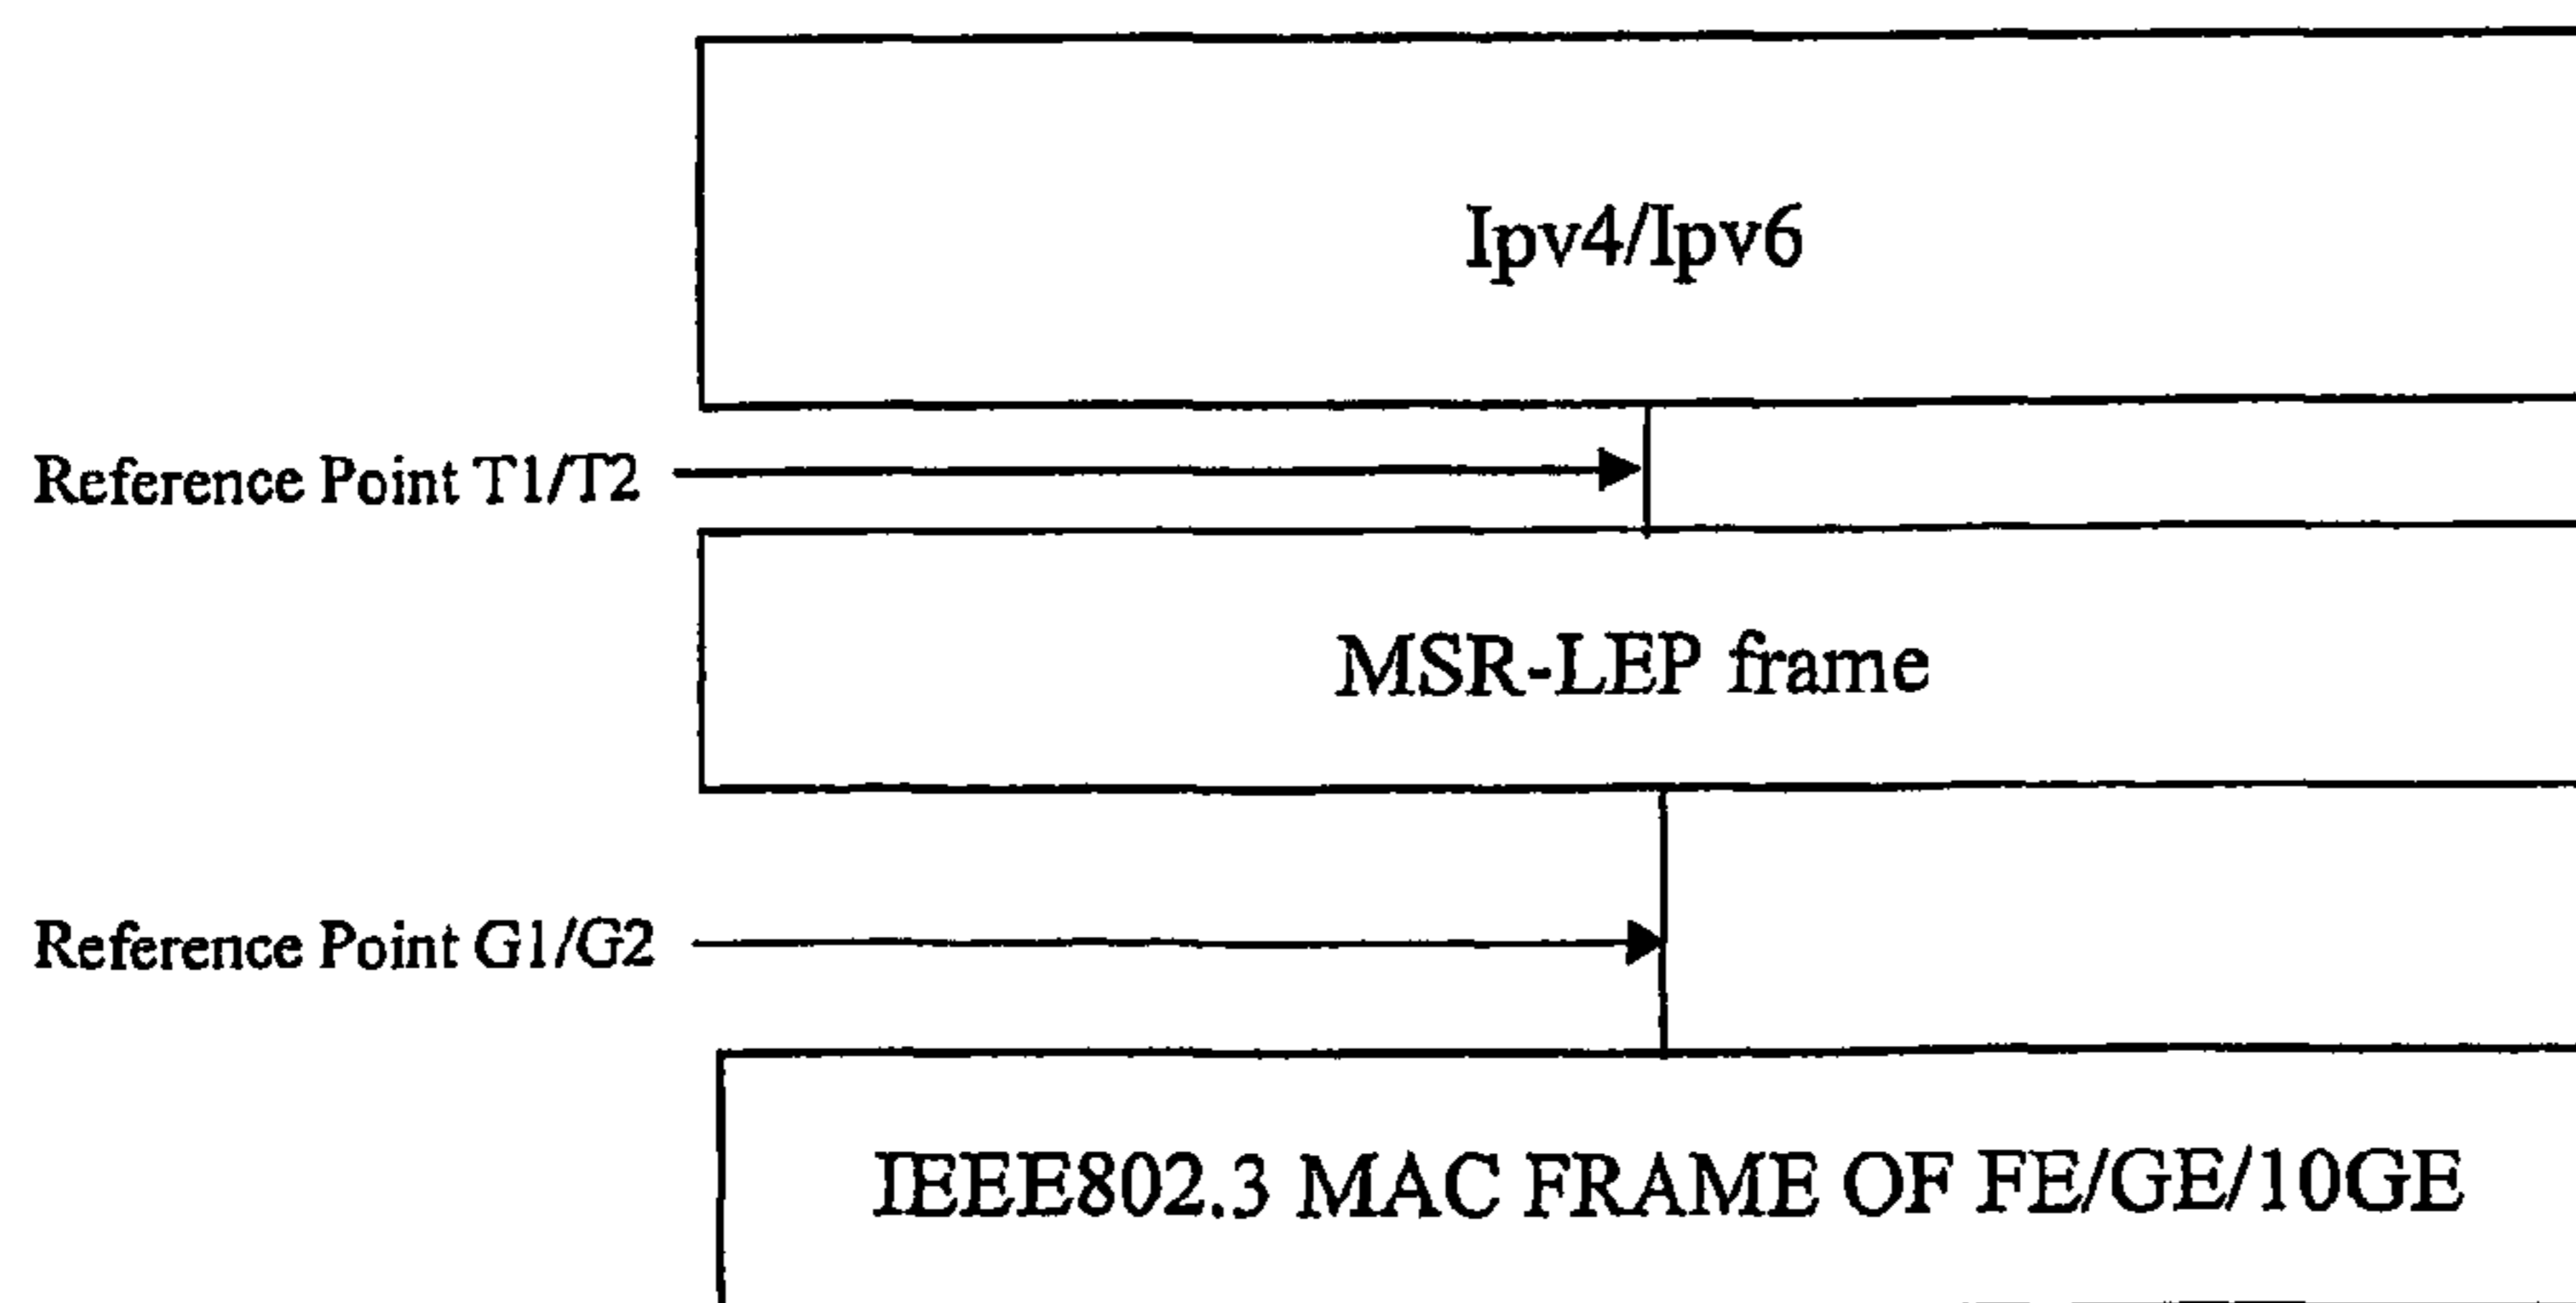 Ipv4/Ipv6
Reference Point T1/T2
MSR-LEP frame
Reference Point G1/G2
IEEE802.3 MAC FRAME OF FE/GE/10GE